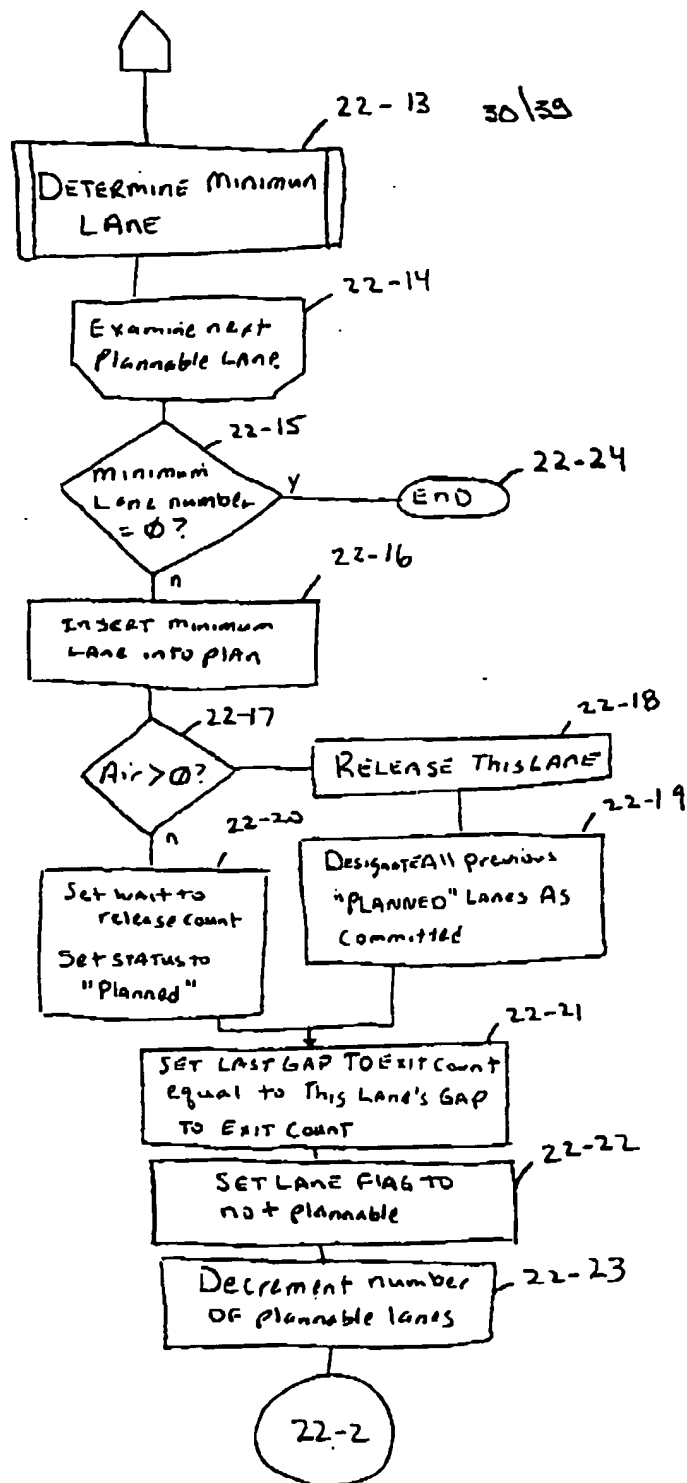 22-13 30/39
DETERMINE MINIMUN
LANE
22-14
Examine next
Plannable LANE
22-15
minimum
Lane number
= Ø?
Y
22-24
END
n
22-16
INSERT minimum
LANE into PLAN
22-17
Air > Ø?
22-18
RELEASE THIS LANE
n
22-20
22-19
Set wait to
release count
Set STATUS to
"Planned"
Designate All previous
"PLANNED" LANES AS
Committed
22-21
SET LAST GAP TO EXIT count
equal to This Lane's GAP
TO EXIT COUNT
22-22
SET LANE FLAG TO
not plannable
22-23
Decrement number
OF plannable lanes
22-2